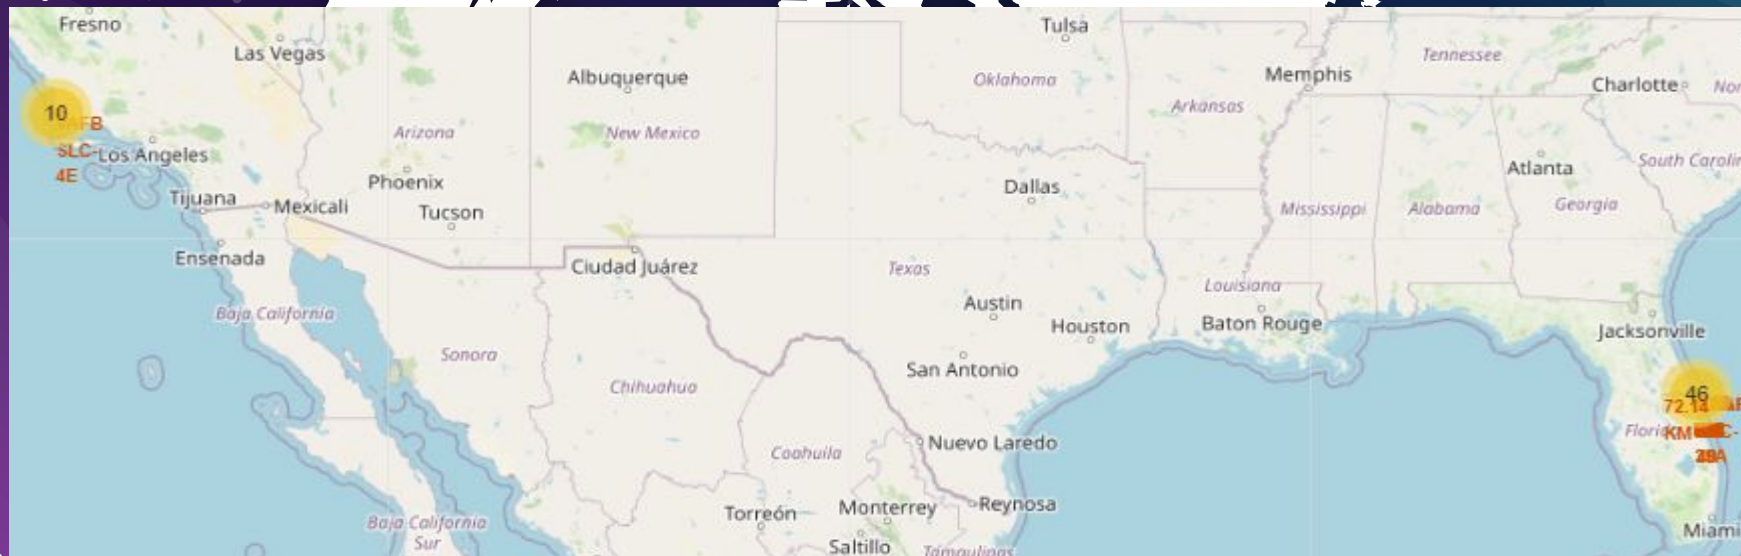 Fresno
Tulsa
Las Vegas
Tennessee
Albuquerque
Oklahoma
Memphis
Charlotte
10
AFB
Arkansas
Arizona
New Mexico
SLC-
Los Angeles
4E
South Carolin
Atlanta
Phoenix
Dallas
Tijuana
Mexicali
Tucson
Mississippi
Alabama
Georgia
Ensenada
Ciudad Juárez
Texas
Louisiana
Baja California
Austin
Houston
Baton Rouge
Jacksonville
Sonora
San Antonio
Chihuahua
46
72.14
KM
Nuevo Laredo
Coahuila
Reynosa
Torreón
Monterrey
Baja California
Sur
Miami
Saltillo
Tamaulipas